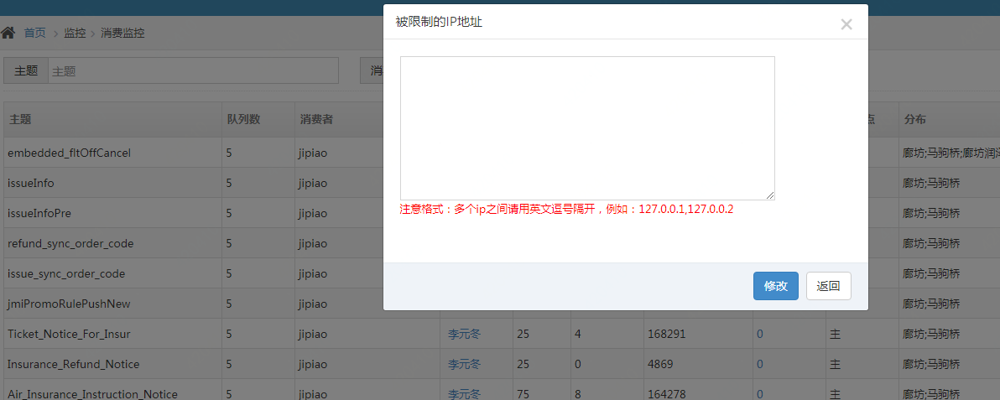 被限制的IP地址 ×
首页 > 监控 > 消费监控
主题 主题
注意格式：多个ip之间请用英文逗号隔开，例如：127.0.0.1,127.0.0.2
修改 返回
主题 队列数 消费者 点 分布
embedded_fltOffCancel 5 jipiao 廊坊;马驹桥;廊坊润
issueInfo 5 jipiao 廊坊;马驹桥
issueInfoPre 5 jipiao 廊坊;马驹桥
refund_sync_order_code 5 jipiao 廊坊;马驹桥
issue_sync_order_code 5 jipiao 廊坊;马驹桥
jmiPromoRulePushNew 5 jipiao 廊坊;马驹桥
Ticket_Notice_For_Insur 5 jipiao 李元冬 25 4 168291 0 主 廊坊;马驹桥
Insurance_Refund_Notice 5 jipiao 李元冬 25 0 4869 0 主 廊坊;马驹桥
Air_Insurance_Instruction_Notice 5 jipiao 李元冬 75 8 164278 0 主 廊坊;马驹桥